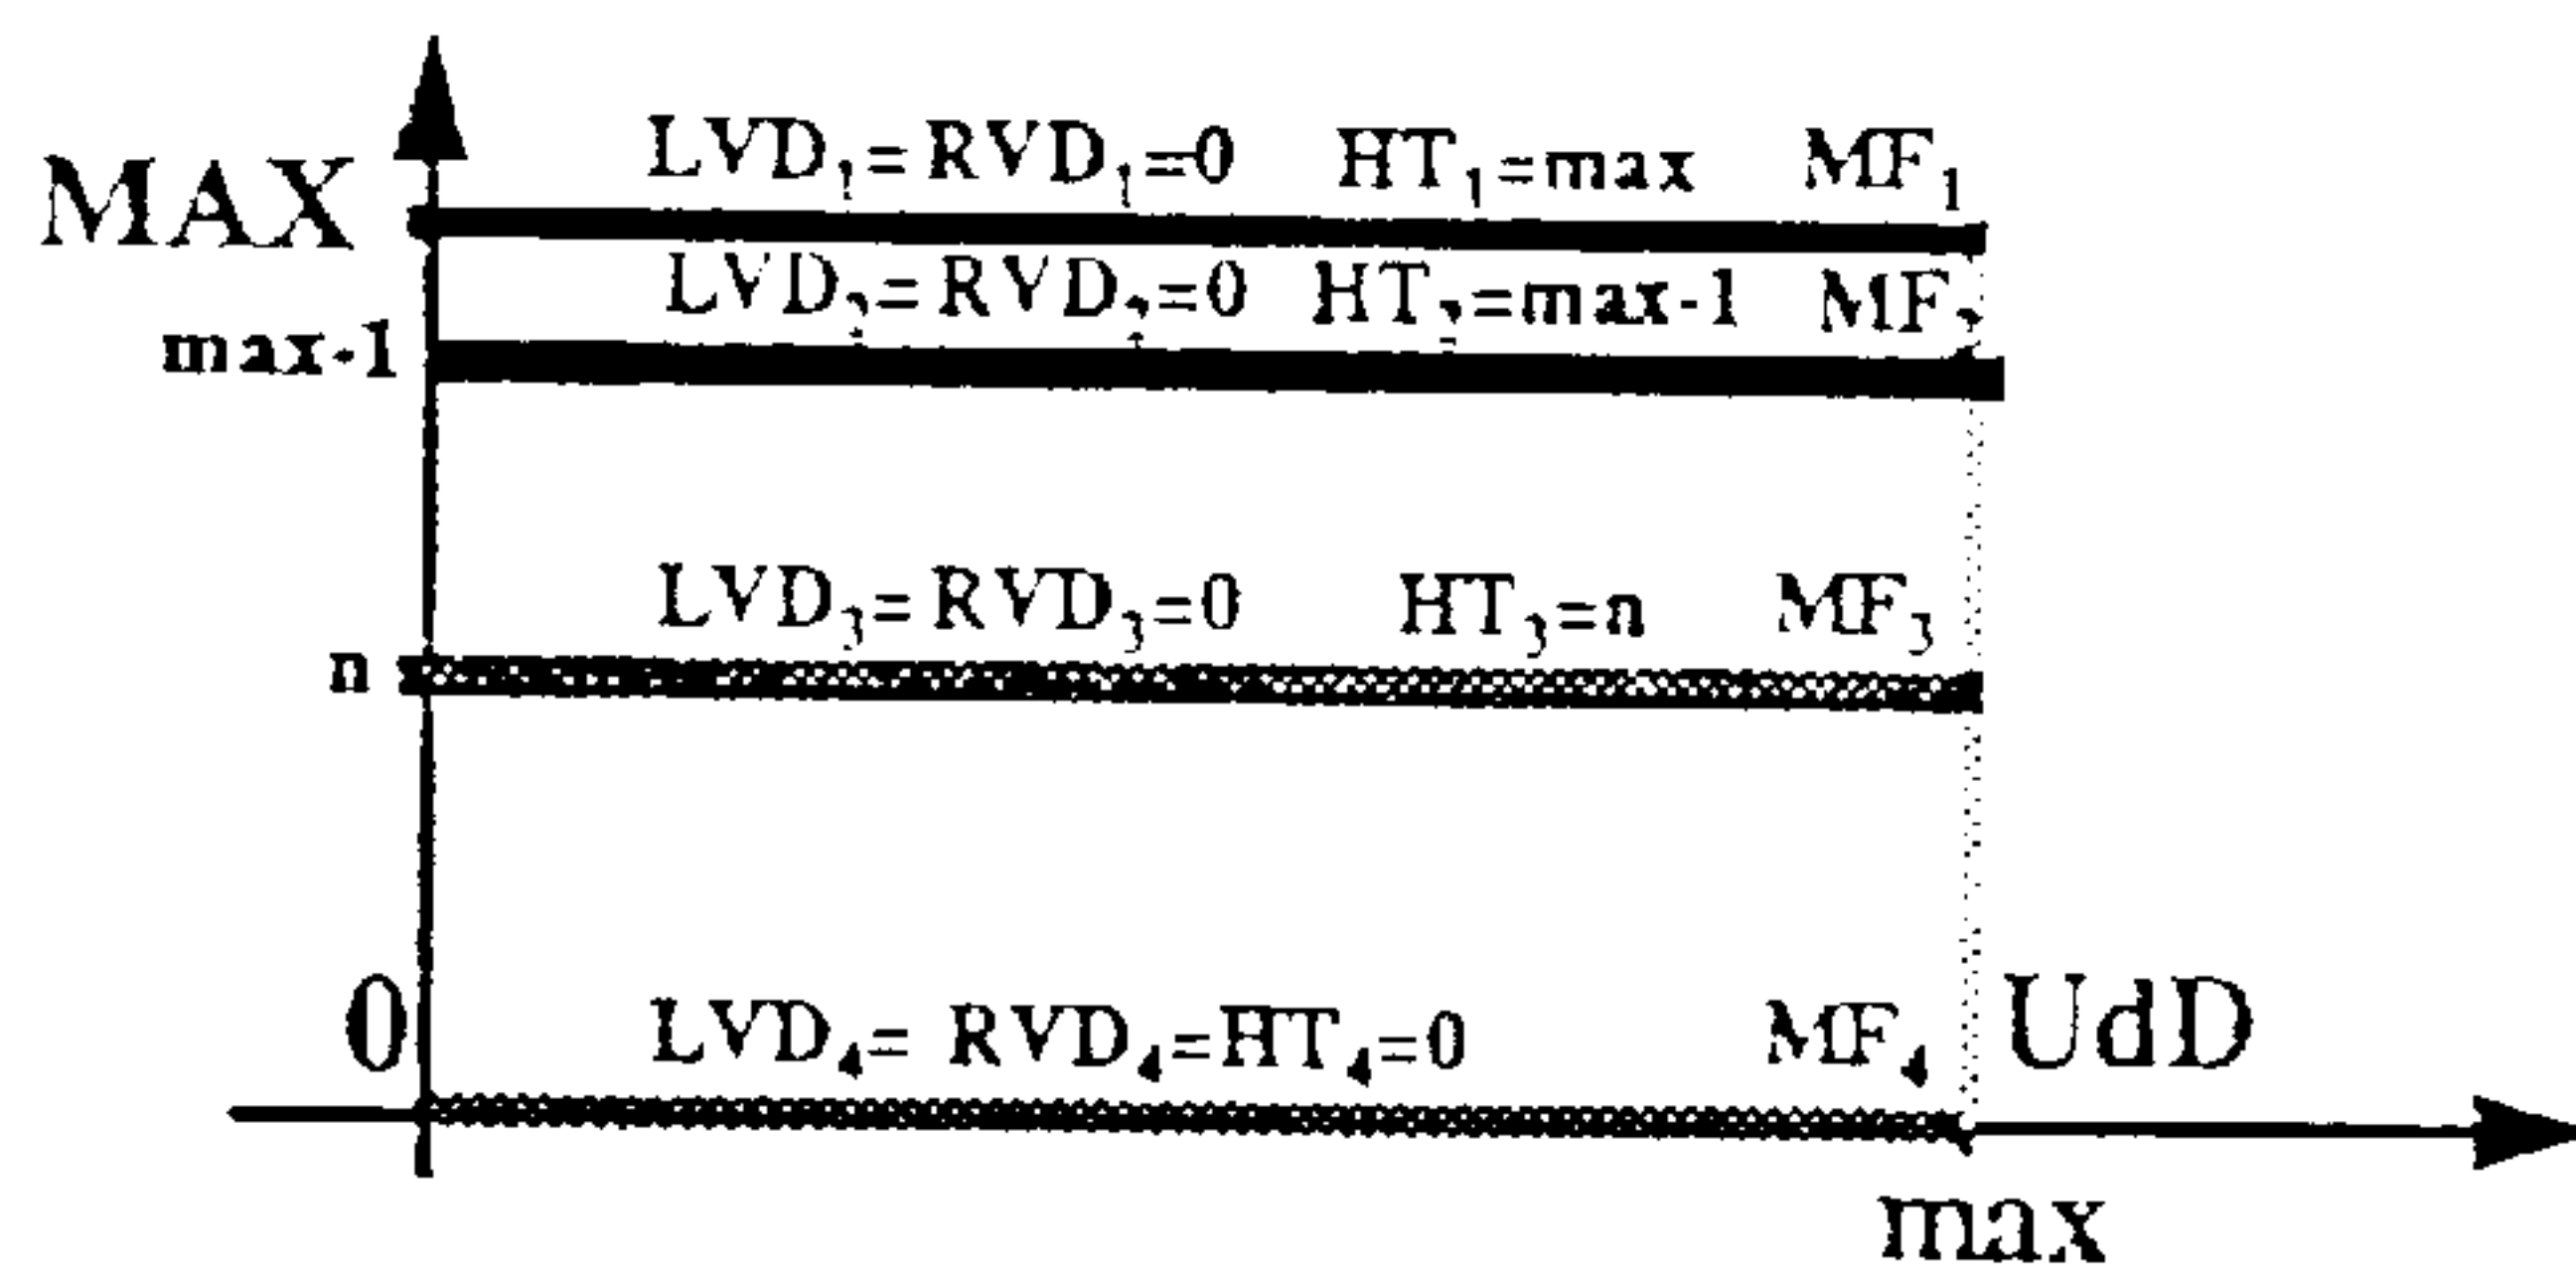 LVD₁=RVD₁=0 HT₁=max MF₁
MAX
LVD₂=RVD₂=0 HT₂=max-1 MF₂
max-1
LVD₃=RVD₃=0 HT₃=n MF₃
n
0 LVD₄= RVD₄=HT₄=0 MF₄ UdD
max